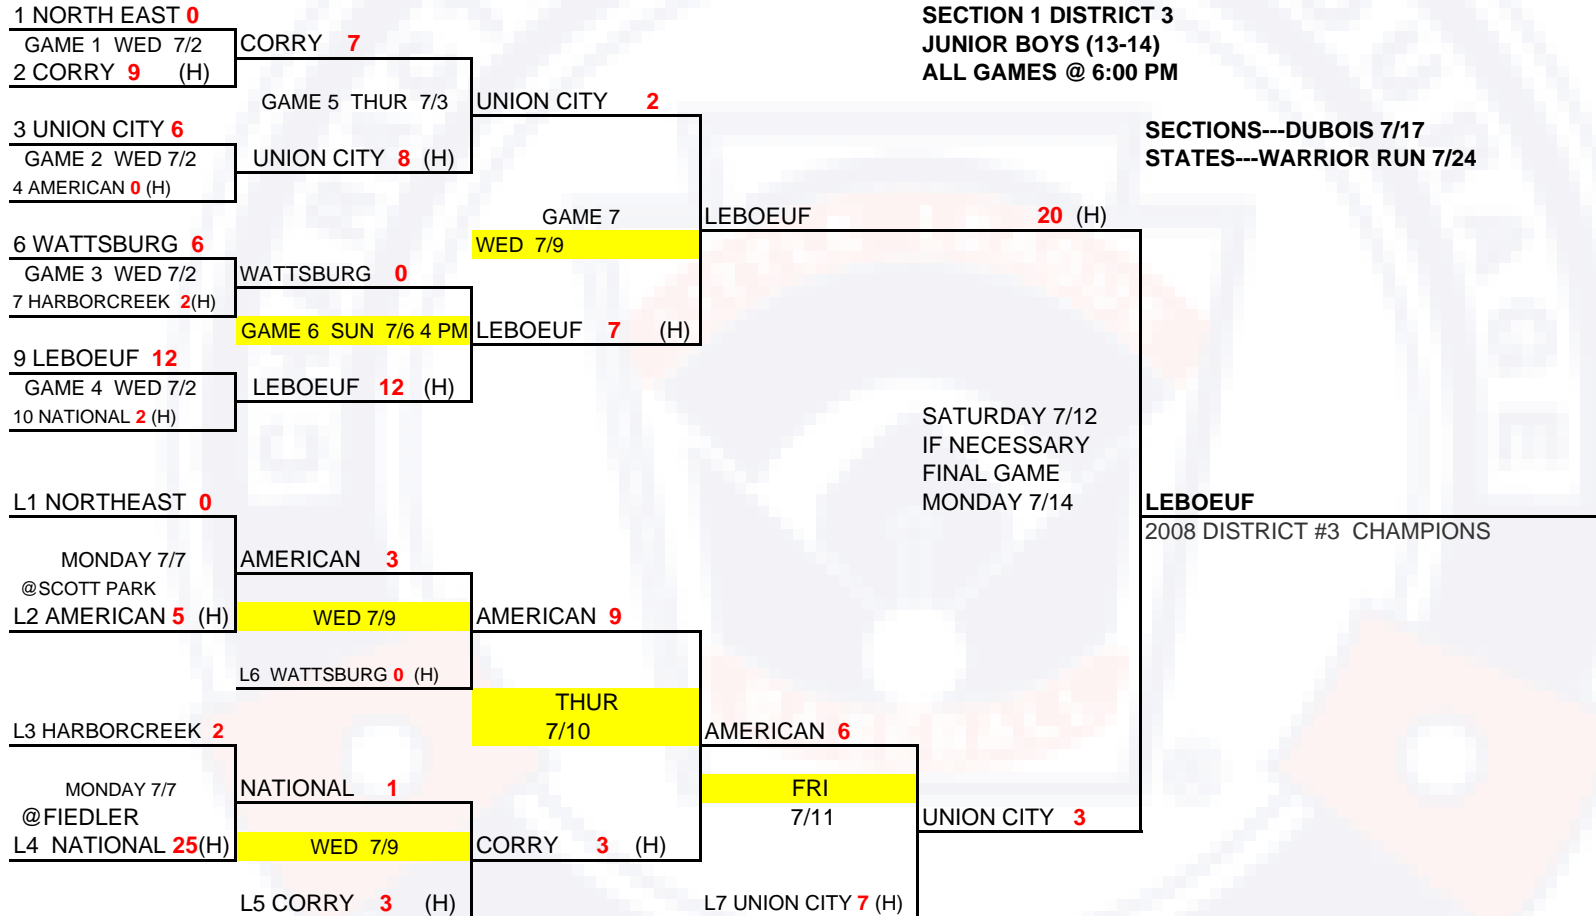 1 NORTH EAST 0
GAME 1 WED 7/2
2 CORRY 9 (H)
3 UNION CITY 6
GAME 2 WED 7/2
4 AMERICAN 0 (H)
6 WATTSBURG 6
GAME 3 WED 7/2
7 HARBORCREEK 2(H)
9 LEBOEUF 12
GAME 4 WED 7/2
10 NATIONAL 2 (H)
CORRY 7
GAME 5 THUR 7/3
UNION CITY 8 (H)
WATTSBURG 0
GAME 6 SUN 7/6 4 PM
LEBOEUF 12 (H)
UNION CITY 2
GAME 7
WED 7/9
LEBOEUF 7 (H)
LEBOEUF 20 (H)
SECTION 1 DISTRICT 3
JUNIOR BOYS (13-14)
ALL GAMES @ 6:00 PM
SECTIONS---DUBOIS 7/17
STATES---WARRIOR RUN 7/24
SATURDAY 7/12
IF NECESSARY
FINAL GAME
MONDAY 7/14
LEBOEUF
2008 DISTRICT #3 CHAMPIONS
L1 NORTHEAST 0
MONDAY 7/7
@SCOTT PARK
L2 AMERICAN 5 (H)
L3 HARBORCREEK 2
MONDAY 7/7
@FIEDLER
L4 NATIONAL 25(H)
AMERICAN 3
WED 7/9
L6 WATTSBURG 0 (H)
NATIONAL 1
WED 7/9
L5 CORRY 3 (H)
AMERICAN 9
THUR
7/10
CORRY 3 (H)
AMERICAN 6
FRI
7/11
L7 UNION CITY 7 (H)
UNION CITY 3